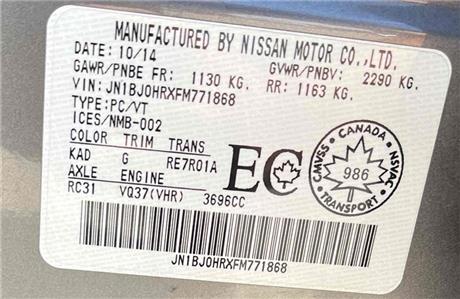 MANUFACTURED BY NISSAN MOTOR CO.,LTD.
DATE: 10/14 GVWR/PNBV: 2290 KG.
GAWR/PNBE FR: 1130 KG. RR: 1163 KG.
VIN: JN1BJ0HRXFM771868
TYPE: PC/VT
ICES/NMB-002
COLOR TRIM TRANS
KAD G RE7R01A
AXLE ENGINE
RC31 VQ37(VHR) 3696CC
EC
CANADA
CMVSS NSVAC
986
TRANSPORT
JN1BJ0HRXFM771868